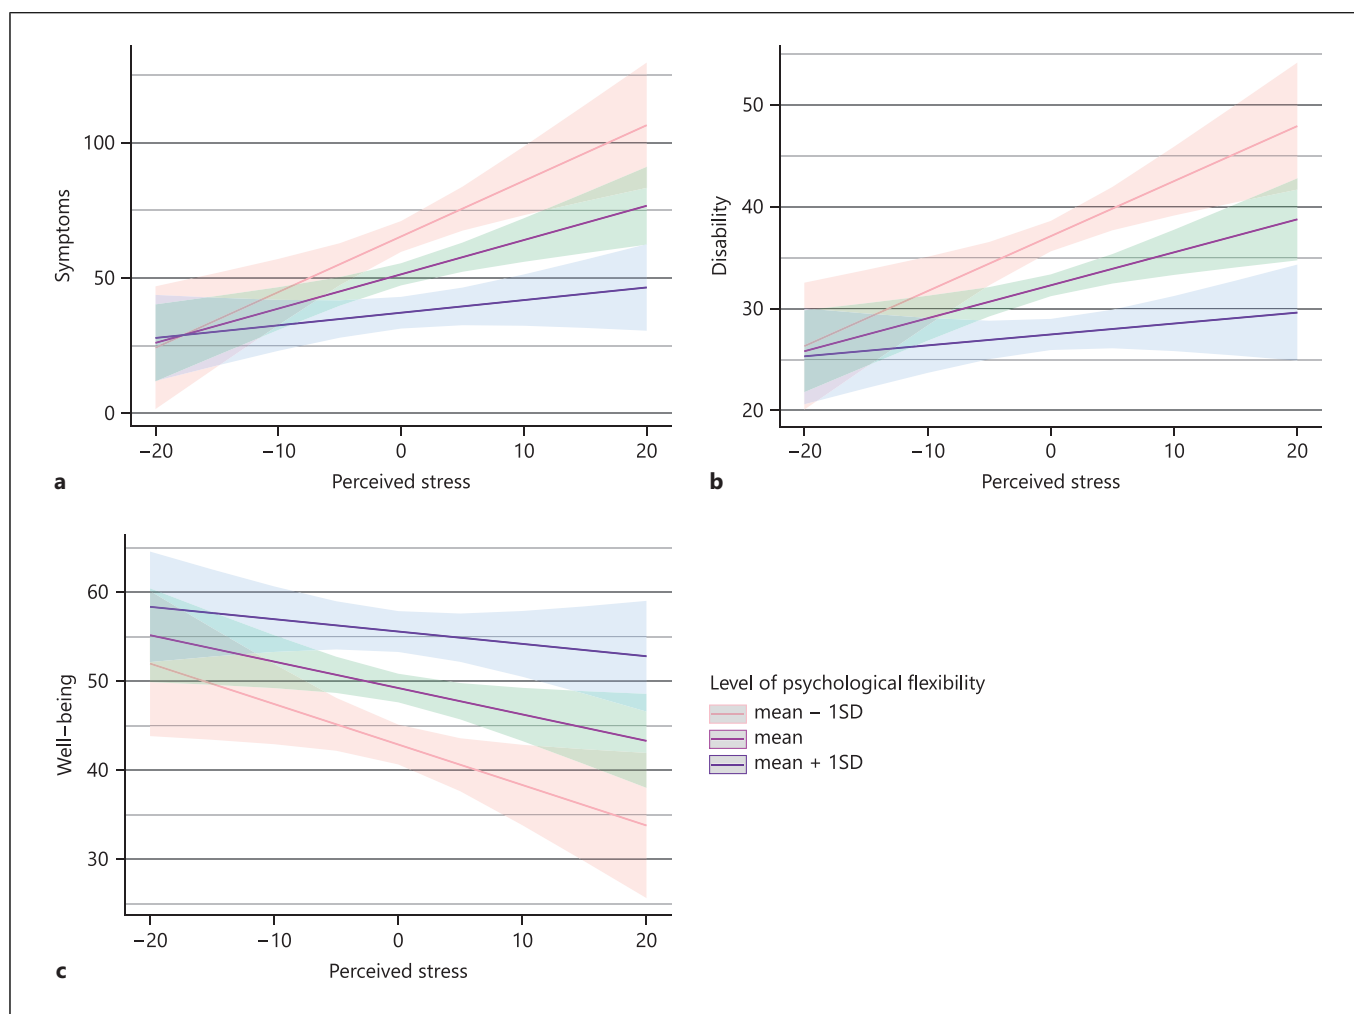 Symptoms
100
50
0
−20
−10
0
10
20
Perceived stress
a
Disability
50
40
30
20
−20
−10
0
10
20
Perceived stress
b
Well−being
60
50
40
30
−20
−10
0
10
20
Perceived stress
c
Level of psychological flexibility
mean − 1SD
mean
mean + 1SD